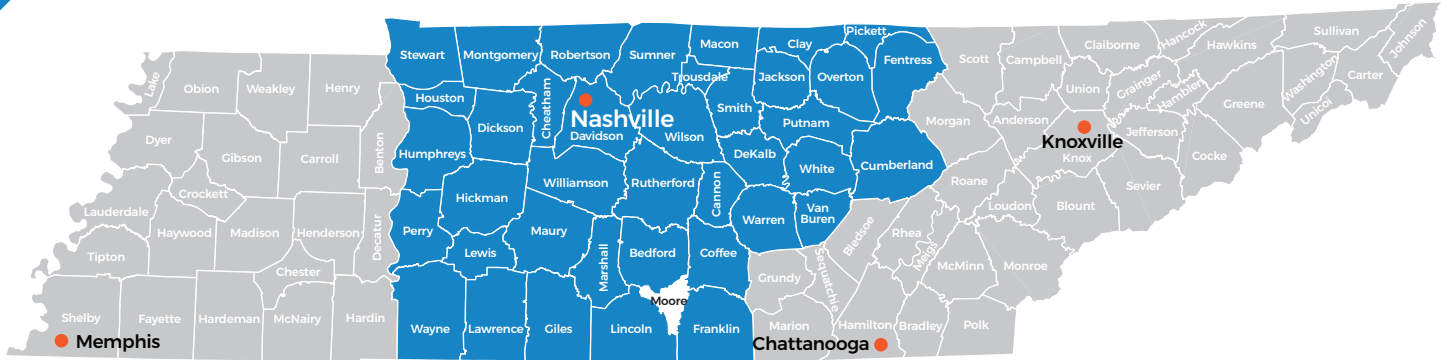 Stewart
Montgomery
Robertson
Sumner
Macon
Clay
Pickett
Fentress
Scott
Campbell
Claiborne
Hancock
Hawkins
Sullivan
Johnson
Lake
Obion
Weakley
Henry
Houston
Cheatham
Trousdale
Jackson
Overton
Union
Grainger
Hamblen
Greene
Washington
Carter
Unicoi
Dyer
Gibson
Carroll
Benton
Humphreys
Dickson
Nashville
Davidson
Wilson
Smith
Putnam
Morgan
Anderson
Knoxville
Knox
Jefferson
Cocke
Crockett
Hickman
Williamson
Rutherford
Cannon
DeKalb
White
Cumberland
Roane
Loudon
Blount
Sevier
Lauderdale
Haywood
Madison
Henderson
Decatur
Perry
Lewis
Maury
Marshall
Bedford
Coffee
Warren
Van
Buren
Sequatchie
Bledsoe
Rhea
Meigs
McMinn
Monroe
Tipton
Chester
Grundy
Moore
Shelby
Fayette
Hardeman
McNairy
Hardin
Wayne
Lawrence
Giles
Lincoln
Franklin
Marion
Hamilton
Bradley
Polk
Memphis
Chattanooga